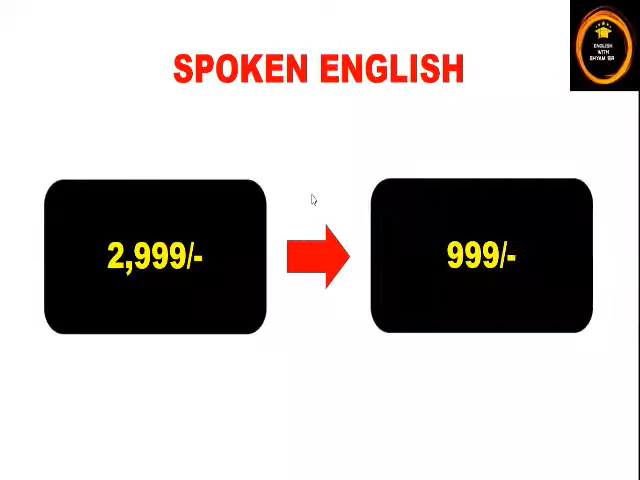 SPOKEN ENGLISH
ENGLISH
WITH
SHYAM SIR
2,999/-
999/-